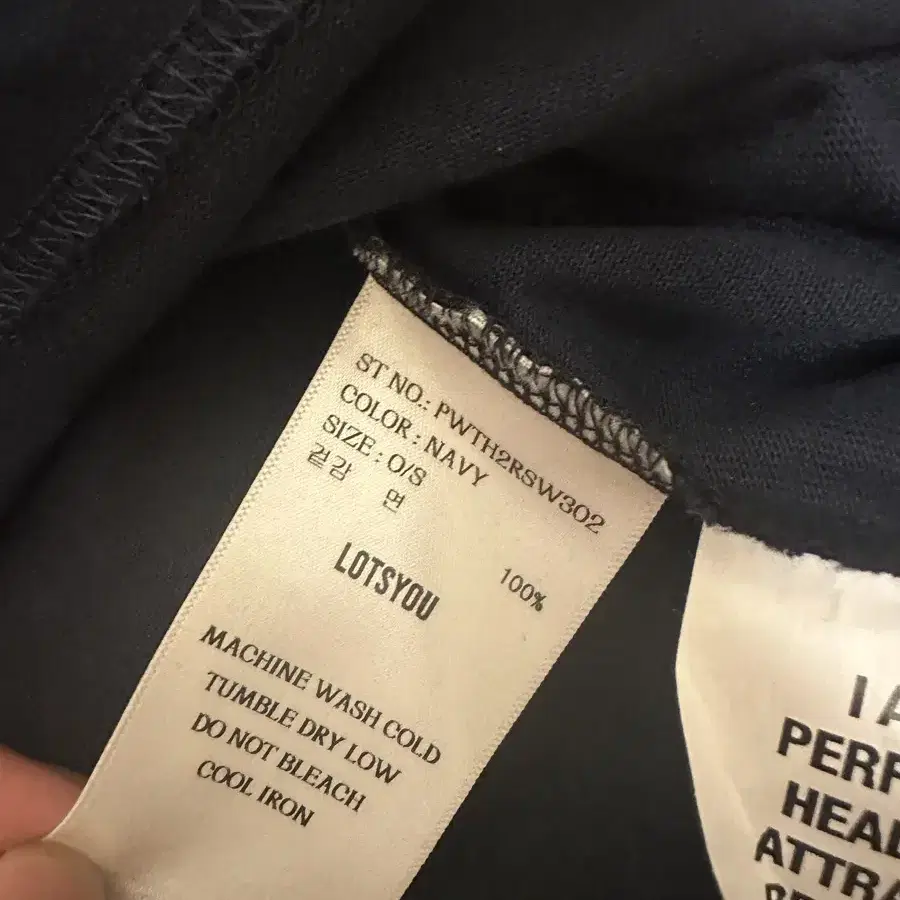 ST NO.: PWTH2RSW302
COLOR : NAVY
SIZE : O/S
겉감 면 100%
LOTSYOU
MACHINE WASH COLD
TUMBLE DRY LOW
DO NOT BLEACH
COOL IRON
I A
PERF
HEAL
ATTRA